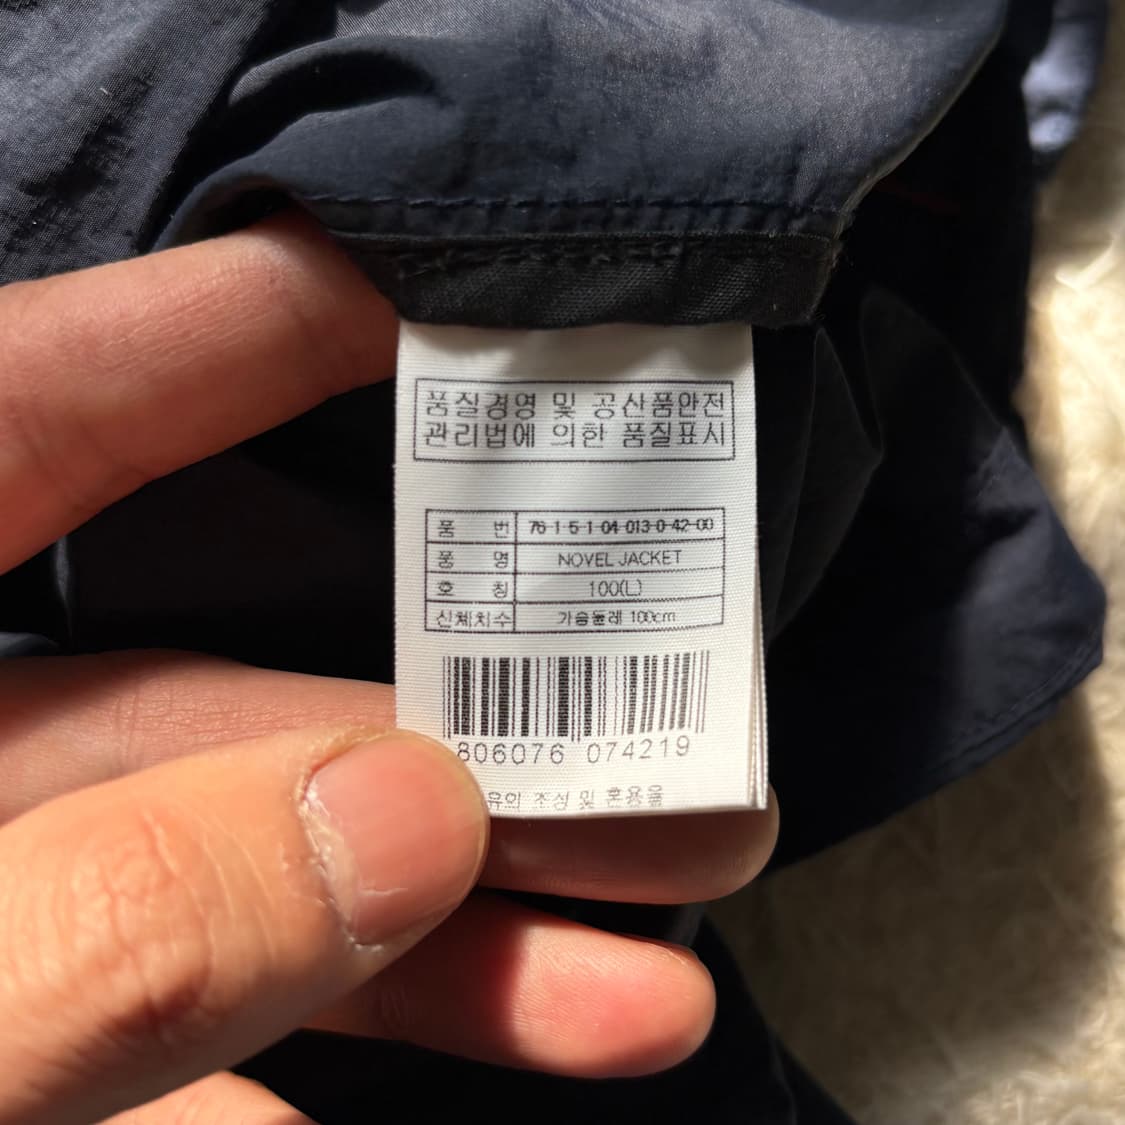 품질경영 및 공산품안전
관리법에 의한 품질표시
품 번 76-1-5-1-04-013-0-42-00
품 명 NOVEL JACKET
호 칭 100(L)
신체치수 가슴둘레 100cm
806076 074219
유의 조성 및 혼용율